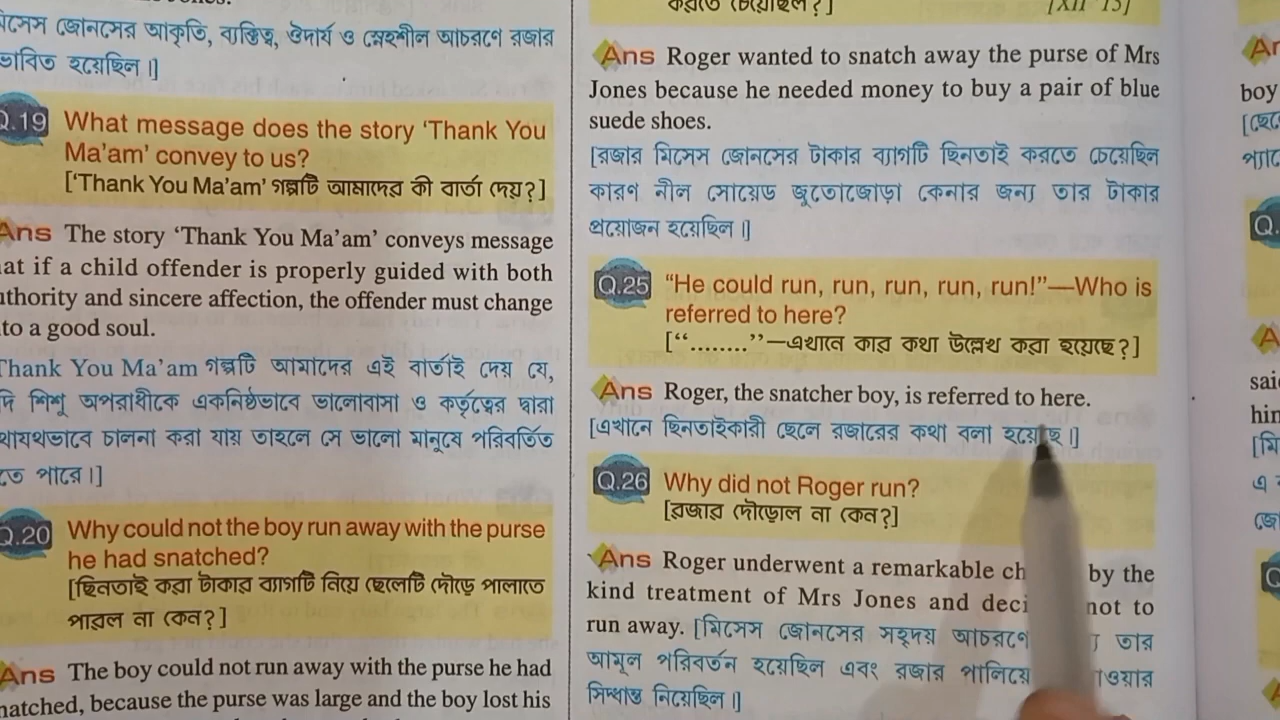 মিসেস জোনসের আকৃতি, ব্যক্তিত্ব, ঔদার্য ও স্নেহশীল আচরণে রজার
হয়েছিল।]
Q.19 What message does the story ‘Thank You
Ma’am’ convey to us?
[‘Thank You Ma’am’ গল্পটি আমাদের কী বার্তা দেয়?]
Ans The story ‘Thank You Ma’am’ conveys message
at if a child offender is properly guided with both
uthority and sincere affection, the offender must change
to a good soul.
Thank You Ma’am গল্পটি আমাদের এই বার্তাই দেয় যে,
দি শিশু অপরাধীকে একনিষ্ঠভাবে ভালোবাসা ও কর্তৃত্বের দ্বারা
থাযথভাবে চালনা করা যায় তাহলে সে ভালো মানুষে পরিবর্তিত
তে পারে।]
Q.20 Why could not the boy run away with the purse
he had snatched?
[ছিনতাই করা টাকার ব্যাগটি নিয়ে ছেলেটি দৌড়ে পালাতে
পারল না কেন?]
Ans The boy could not run away with the purse he had
natched, because the purse was large and the boy lost his
করতে চেয়েছিল?] [XII '15]
Ans Roger wanted to snatch away the purse of Mrs
Jones because he needed money to buy a pair of blue
suede shoes.
[রজার মিসেস জোনসের টাকার ব্যাগটি ছিনতাই করতে চেয়েছিল
কারণ নীল সোয়েড জুতোজোড়া কেনার জন্য তার টাকার
প্রয়োজন হয়েছিল।]
Q.25 “He could run, run, run, run, run!”—Who is
referred to here?
[“........”—এখানে কার কথা উল্লেখ করা হয়েছে?]
Ans Roger, the snatcher boy, is referred to here.
[এখানে ছিনতাইকারী ছেলে রজারের কথা বলা হয়েছে।]
Q.26 Why did not Roger run?
[রজার দৌড়োল না কেন?]
Ans Roger underwent a remarkable ch by the
kind treatment of Mrs Jones and deci not to
run away. [মিসেস জোনসের সহৃদয় আচরণে তার
আমূল পরিবর্তন হয়েছিল এবং রজার পালিয়ে
সিদ্ধান্ত নিয়েছিল।]
Ar
boy
Q.
A
said
him